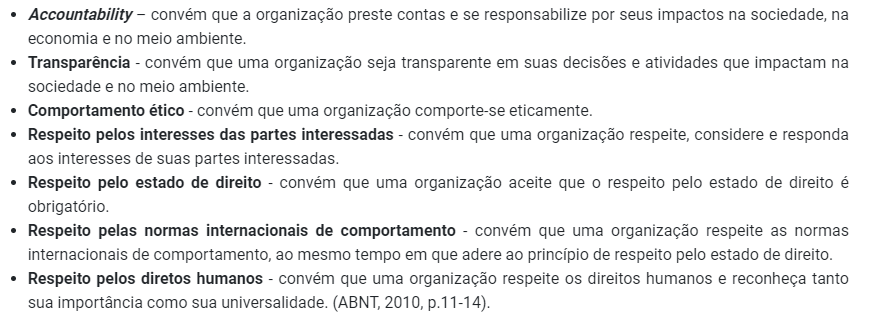 • Accountability – convém que a organização preste contas e se responsabilize por seus impactos na sociedade, na
economia e no meio ambiente.
• Transparência - convém que uma organização seja transparente em suas decisões e atividades que impactam na
sociedade e no meio ambiente.
• Comportamento ético - convém que uma organização comporte-se eticamente.
• Respeito pelos interesses das partes interessadas - convém que uma organização respeite, considere e responda
aos interesses de suas partes interessadas.
• Respeito pelo estado de direito - convém que uma organização aceite que o respeito pelo estado de direito é
obrigatório.
• Respeito pelas normas internacionais de comportamento - convém que uma organização respeite as normas
internacionais de comportamento, ao mesmo tempo em que adere ao princípio de respeito pelo estado de direito.
• Respeito pelos diretos humanos - convém que uma organização respeite os direitos humanos e reconheça tanto
sua importância como sua universalidade. (ABNT, 2010, p.11-14).